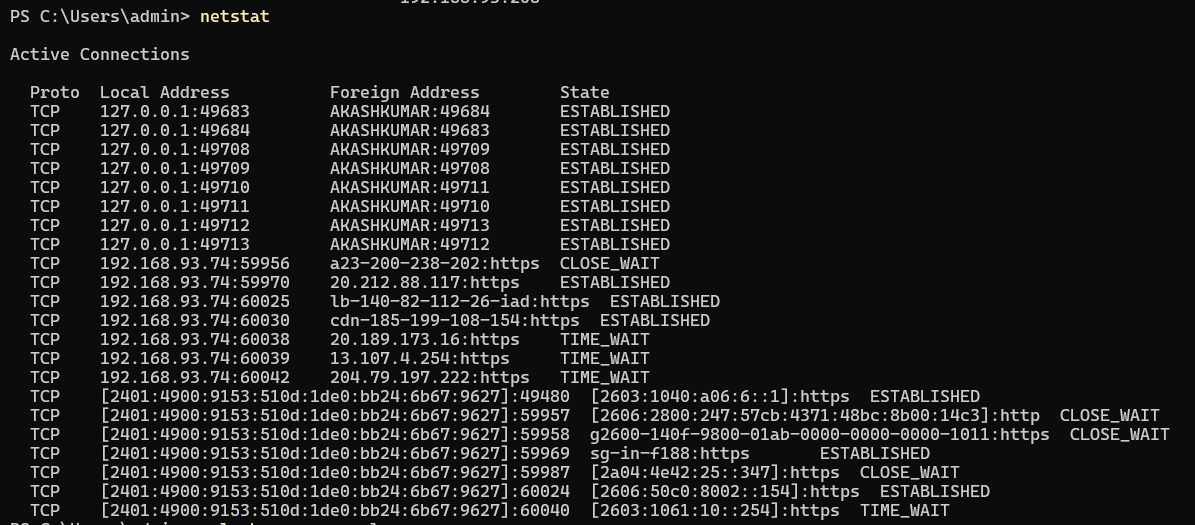 PS C:\Users\admin> netstat
Active Connections
Proto  Local Address          Foreign Address        State
TCP    127.0.0.1:49683        AKASHKUMAR:49684       ESTABLISHED
TCP    127.0.0.1:49684        AKASHKUMAR:49683       ESTABLISHED
TCP    127.0.0.1:49708        AKASHKUMAR:49709       ESTABLISHED
TCP    127.0.0.1:49709        AKASHKUMAR:49708       ESTABLISHED
TCP    127.0.0.1:49710        AKASHKUMAR:49711       ESTABLISHED
TCP    127.0.0.1:49711        AKASHKUMAR:49710       ESTABLISHED
TCP    127.0.0.1:49712        AKASHKUMAR:49713       ESTABLISHED
TCP    127.0.0.1:49713        AKASHKUMAR:49712       ESTABLISHED
TCP    192.168.93.74:59956    a23-200-238-202:https  CLOSE_WAIT
TCP    192.168.93.74:59970    20.212.88.117:https    ESTABLISHED
TCP    192.168.93.74:60025    lb-140-82-112-26-iad:https  ESTABLISHED
TCP    192.168.93.74:60030    cdn-185-199-108-154:https  ESTABLISHED
TCP    192.168.93.74:60038    20.189.173.16:https    TIME_WAIT
TCP    192.168.93.74:60039    13.107.4.254:https     TIME_WAIT
TCP    192.168.93.74:60042    204.79.197.222:https   TIME_WAIT
TCP    [2401:4900:9153:510d:1de0:bb24:6b67:9627]:49480  [2603:1040:a06:6::1]:https  ESTABLISHED
TCP    [2401:4900:9153:510d:1de0:bb24:6b67:9627]:59957  [2606:2800:247:57cb:4371:48bc:8b00:14c3]:http  CLOSE_WAIT
TCP    [2401:4900:9153:510d:1de0:bb24:6b67:9627]:59958  g2600-140f-9800-01ab-0000-0000-0000-1011:https  CLOSE_WAIT
TCP    [2401:4900:9153:510d:1de0:bb24:6b67:9627]:59969  sg-in-f188:https       ESTABLISHED
TCP    [2401:4900:9153:510d:1de0:bb24:6b67:9627]:59987  [2a04:4e42:25::347]:https  CLOSE_WAIT
TCP    [2401:4900:9153:510d:1de0:bb24:6b67:9627]:60024  [2606:50c0:8002::154]:https  ESTABLISHED
TCP    [2401:4900:9153:510d:1de0:bb24:6b67:9627]:60040  [2603:1061:10::254]:https  TIME_WAIT